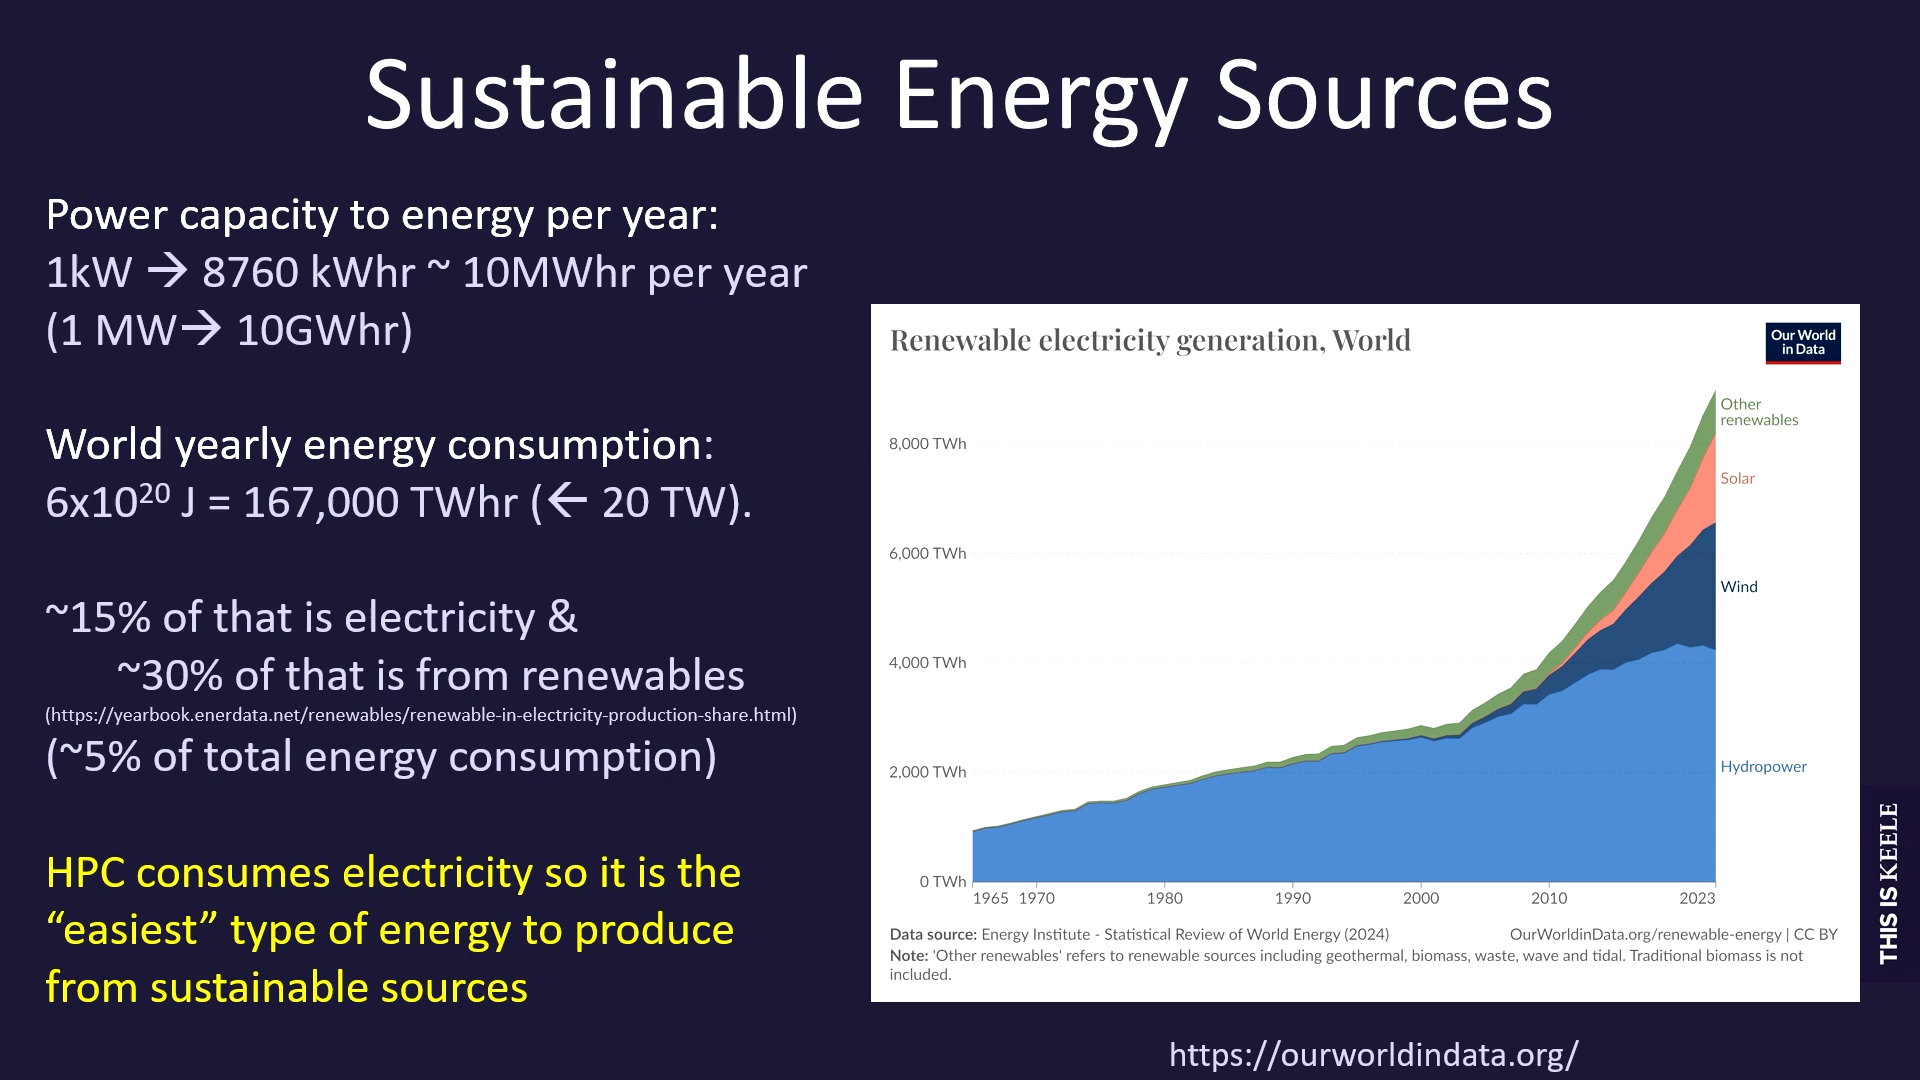 Sustainable Energy Sources
Power capacity to energy per year:
1kW → 8760 kWhr ~ 10MWhr per year
(1 MW→ 10GWhr)
World yearly energy consumption:
6x10²⁰ J = 167,000 TWhr (← 20 TW).
~15% of that is electricity &
~30% of that is from renewables
(https://yearbook.enerdata.net/renewables/renewable-in-electricity-production-share.html)
(~5% of total energy consumption)
HPC consumes electricity so it is the
“easiest” type of energy to produce
from sustainable sources
Renewable electricity generation, World
Our World
in Data
Other
renewables
8,000 TWh
Solar
6,000 TWh
Wind
4,000 TWh
2,000 TWh
Hydropower
0 TWh
1965 1970 1980 1990 2000 2010 2023
Data source: Energy Institute - Statistical Review of World Energy (2024)
OurWorldinData.org/renewable-energy | CC BY
Note: 'Other renewables' refers to renewable sources including geothermal, biomass, waste, wave and tidal. Traditional biomass is not
included.
THIS IS KEELE
https://ourworldindata.org/